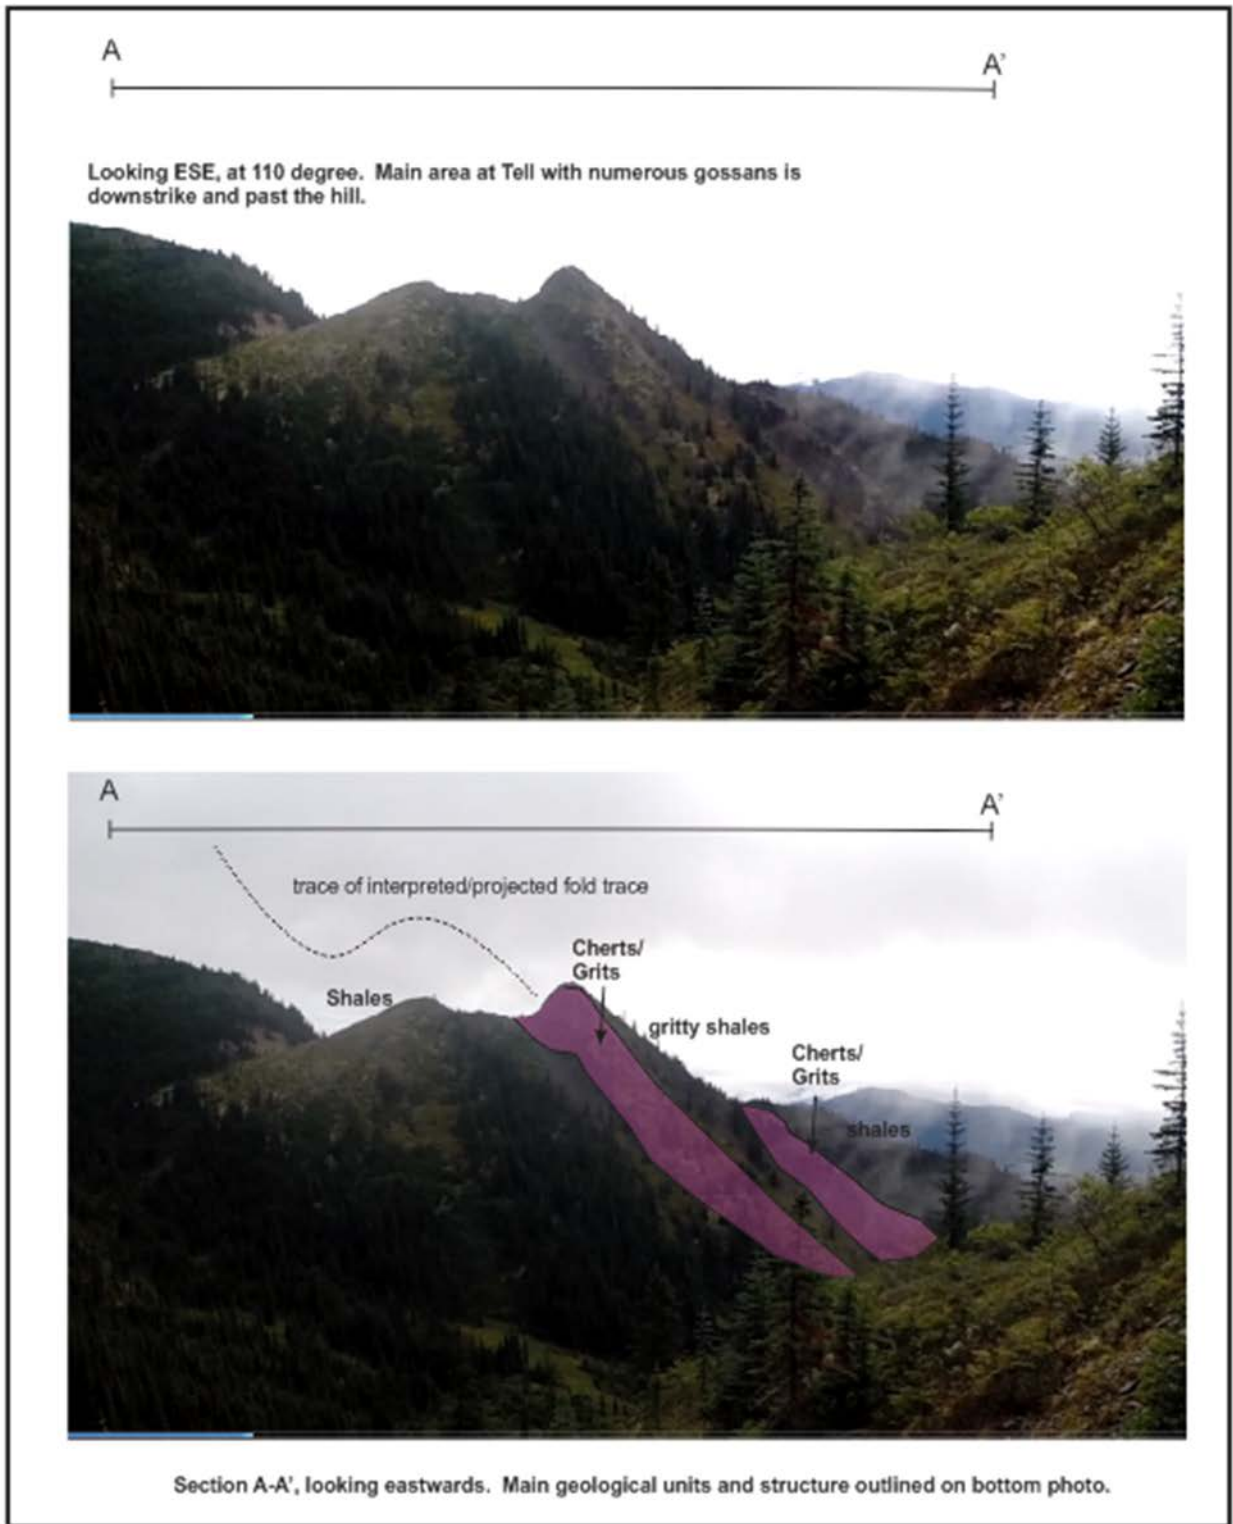 A
A'
Looking ESE, at 110 degree. Main area at Tell with numerous gossans is
downstrike and past the hill.
A
A'
trace of interpreted/projected fold trace
Cherts/
Grits
Shales
gritty shales
Cherts/
Grits
shales
Section A-A', looking eastwards. Main geological units and structure outlined on bottom photo.